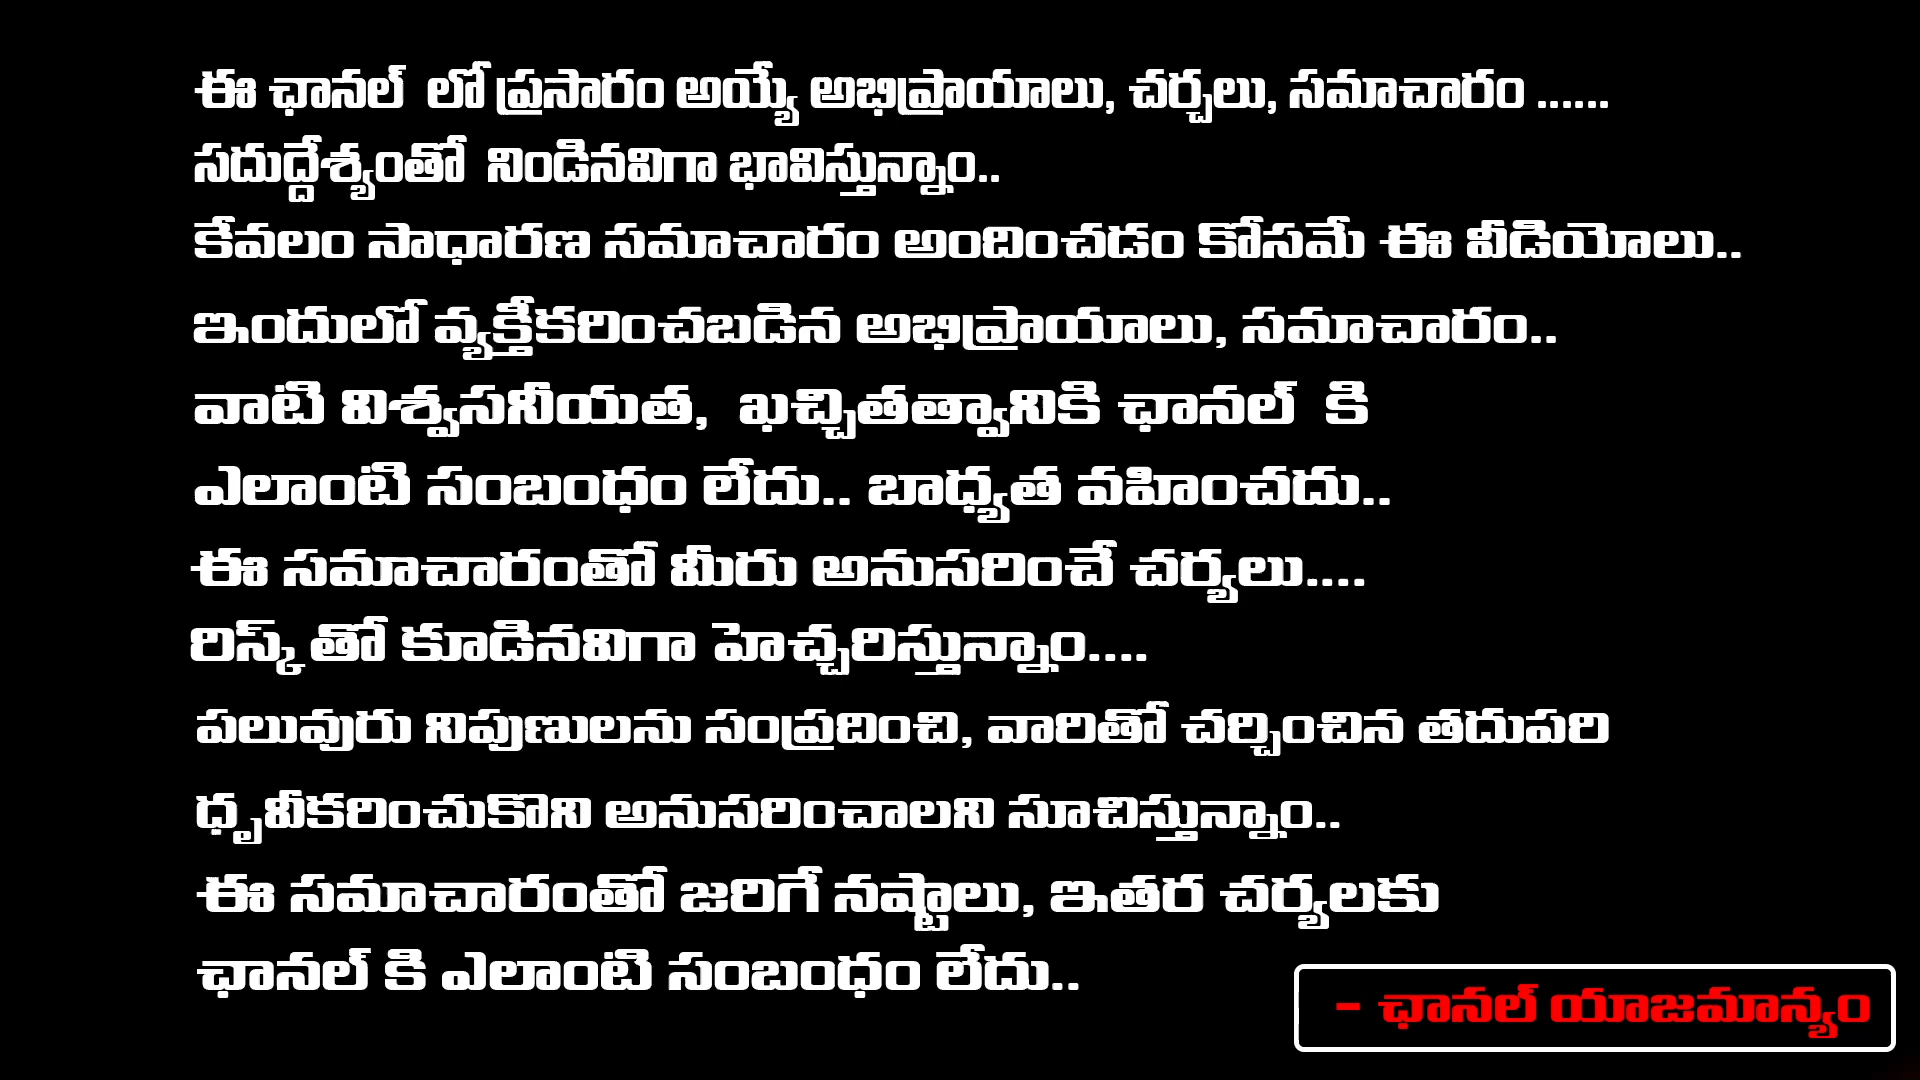 ఈ ఛానల్ లో ప్రసారం అయ్యే అభిప్రాయాలు, చర్చలు, సమాచారం ......
సదుద్దేశ్యంతో నిండినవిగా భావిస్తున్నాం..
కేవలం సాధారణ సమాచారం అందించడం కోసమే ఈ వీడియోలు..
ఇందులో వ్యక్తీకరించబడిన అభిప్రాయాలు, సమాచారం..
వాటి విశ్వసనీయత, ఖచ్చితత్వానికి ఛానల్ కి
ఎలాంటి సంబంధం లేదు.. బాధ్యత వహించదు..
ఈ సమాచారంతో మీరు అనుసరించే చర్యలు....
రిస్క్ తో కూడినవిగా హెచ్చరిస్తున్నాం....
పలువురు నిపుణులను సంప్రదించి, వారితో చర్చించిన తదుపరి
ధృవీకరించుకొని అనుసరించాలని సూచిస్తున్నాం..
ఈ సమాచారంతో జరిగే నష్టాలు, ఇతర చర్యలకు
ఛానల్ కి ఎలాంటి సంబంధం లేదు..
- ఛానల్ యాజమాన్యం